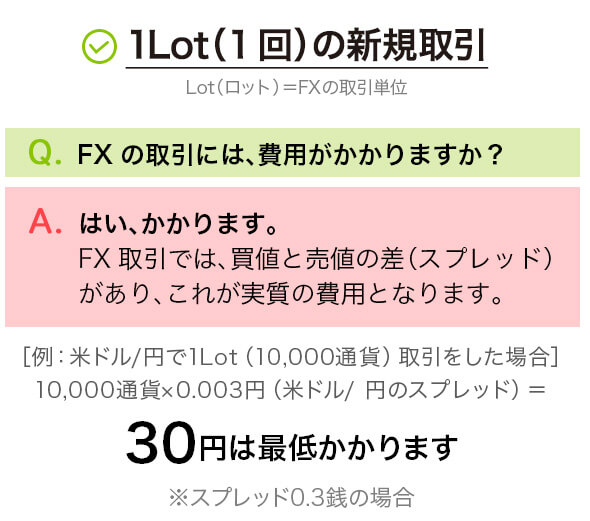 1Lot(1回)の新規取引
Lot(ロット)=FXの取引単位
Q. FXの取引には、費用がかかりますか?
A. はい、かかります。
FX取引では、買値と売値の差(スプレッド)
があり、これが実質の費用となります。
[例:米ドル/円で1Lot(10,000通貨)取引をした場合]
10,000通貨×0.003円(米ドル/ 円のスプレッド)=
30円は最低かかります
※スプレッド0.3銭の場合